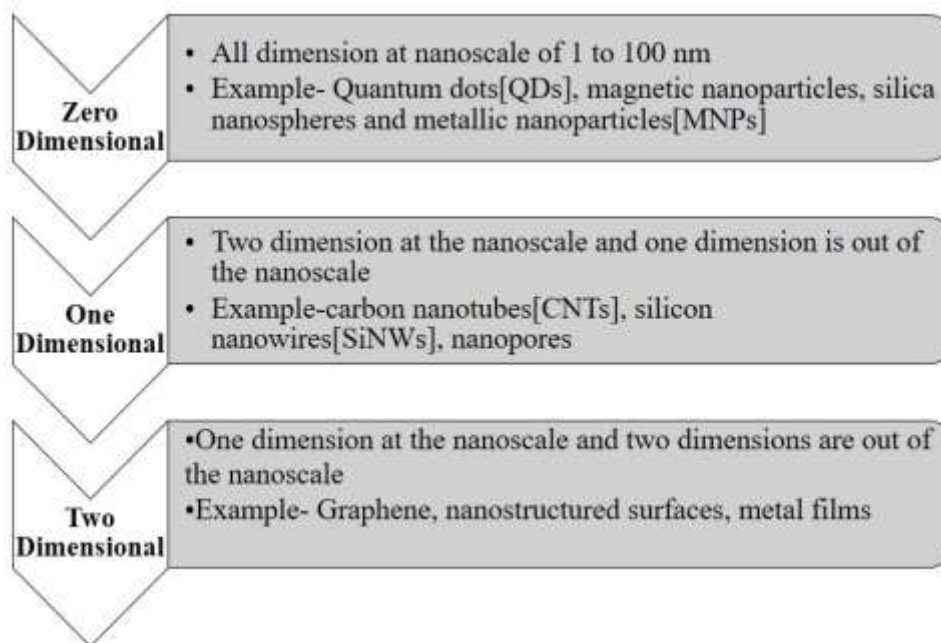 Zero
Dimensional
• All dimension at nanoscale of 1 to 100 nm
• Example- Quantum dots[QDs], magnetic nanoparticles, silica
nanospheres and metallic nanoparticles[MNPs]
One
Dimensional
• Two dimension at the nanoscale and one dimension is out of
the nanoscale
• Example-carbon nanotubes[CNTs], silicon
nanowires[SiNWs], nanopores
Two
Dimensional
•One dimension at the nanoscale and two dimensions are out of
the nanoscale
•Example- Graphene, nanostructured surfaces, metal films